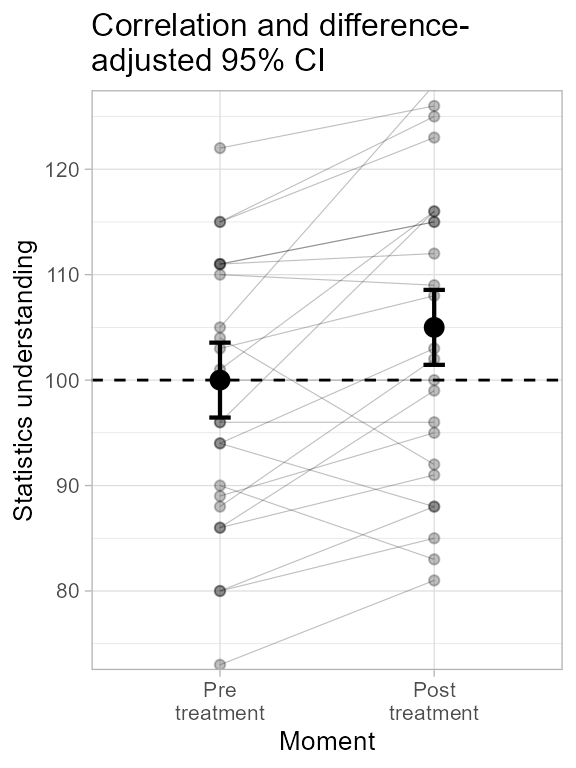 Correlation and difference-
adjusted 95% CI
Statistics understanding
120
110
100
90
80
Pre
treatment
Post
treatment
Moment